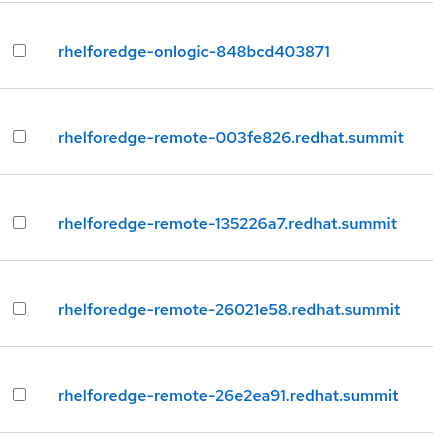 rhelforedge-onlogic-848bcd403871
rhelforedge-remote-003fe826.redhat.summit
rhelforedge-remote-135226a7.redhat.summit
rhelforedge-remote-26021e58.redhat.summit
rhelforedge-remote-26e2ea91.redhat.summit